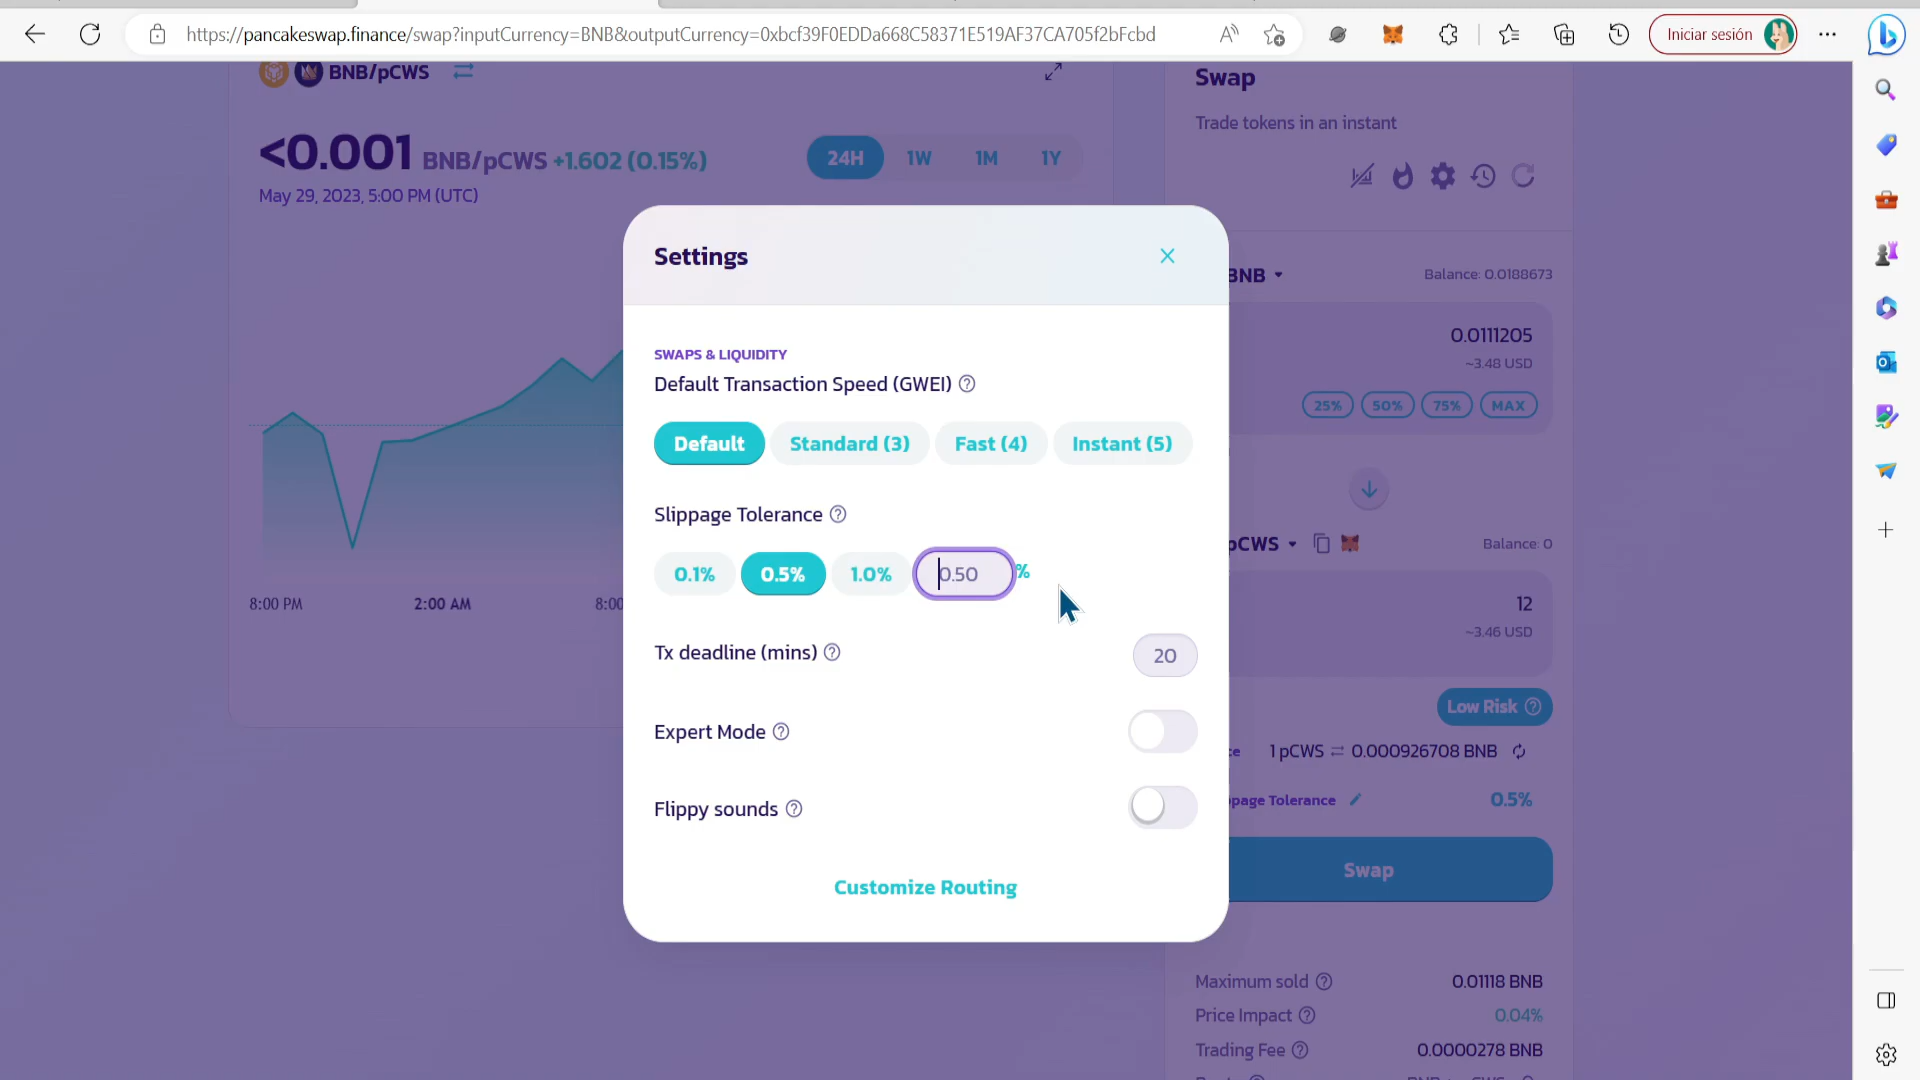 https://pancakeswap.finance/swap?inputCurrency=BNB&outputCurrency=0xbcf39F0EDDa668C58371E519AF37CA705f2bFcbd
Iniciar sesión
BNB/pCWS
<0.001 BNB/pCWS +1.602 (0.15%)
May 29, 2023, 5:00 PM (UTC)
24H 1W 1M 1Y
8:00 PM 2:00 AM 8:00
Settings
SWAPS & LIQUIDITY
Default Transaction Speed (GWEI)
Default Standard (3) Fast (4) Instant (5)
Slippage Tolerance
0.1% 0.5% 1.0% 0.50 %
Tx deadline (mins) 20
Expert Mode
Flippy sounds
Customize Routing
Swap
Trade tokens in an instant
BNB Balance: 0.0188673
0.0111205
~3.48 USD
25% 50% 75% MAX
pCWS Balance: 0
12
~3.46 USD
Low Risk
1 pCWS ⇌ 0.000926708 BNB
page Tolerance 0.5%
Swap
Maximum sold 0.01118 BNB
Price Impact 0.04%
Trading Fee 0.0000278 BNB